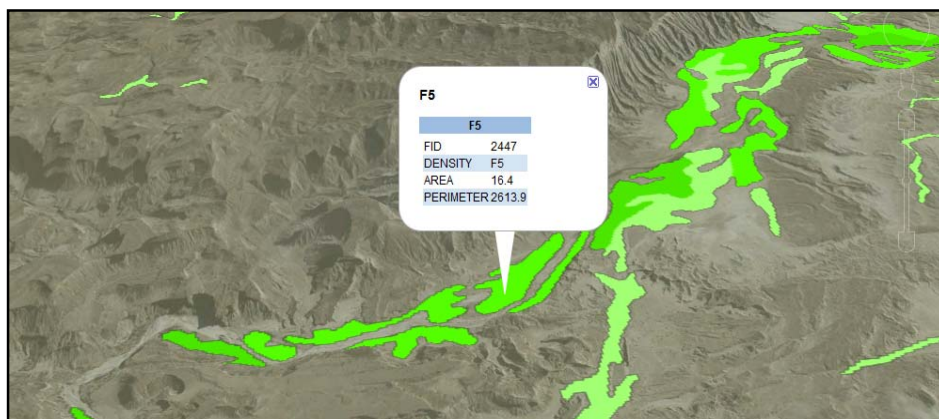 F5
F5
FID 2447
DENSITY F5
AREA 16.4
PERIMETER 2613.9